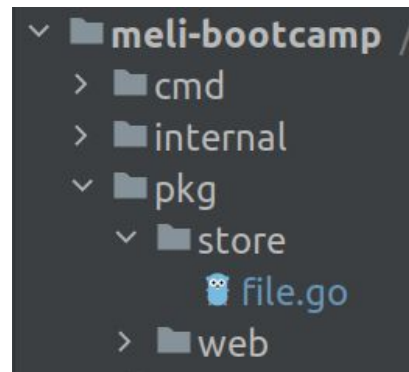 meli-bootcamp /
cmd
internal
pkg
store
file.go
web